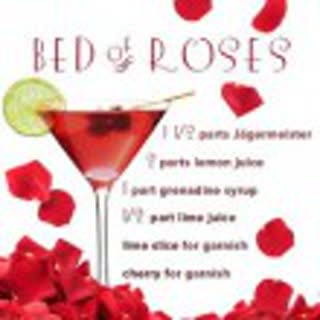 BED of ROSES
1 1/2 parts Jägermeister
2 parts lemon juice
1 part grenadine syrup
1/2 part lime juice
lime slice for garnish
cherry for garnish